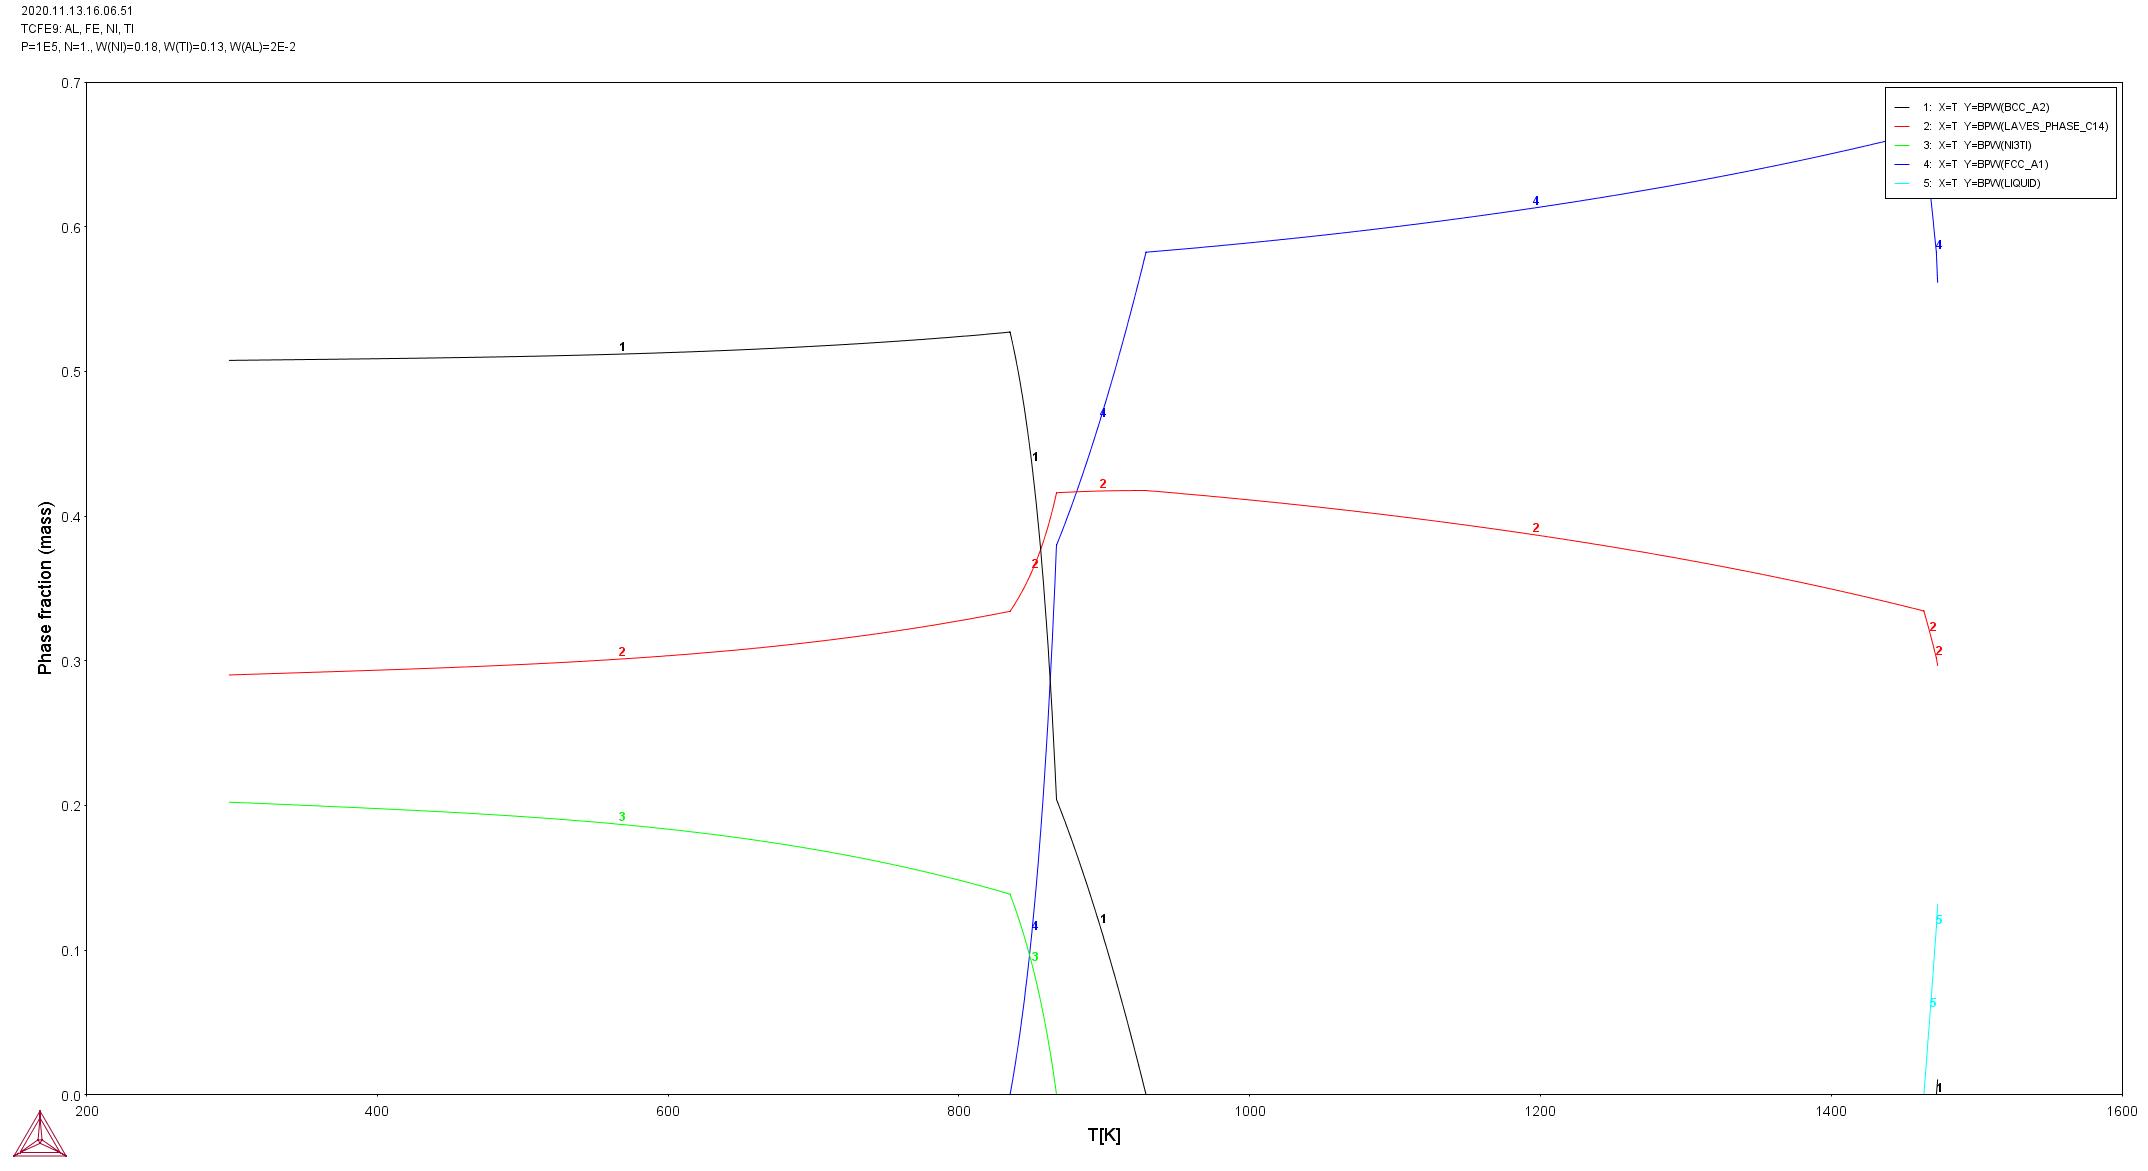 2020.11.13.16.06.51
TCFE9: AL, FE, NI, TI
P=1E5, N=1., W(NI)=0.18, W(TI)=0.13, W(AL)=2E-2
0.7
1: X=T Y=BPW(BCC_A2)
2: X=T Y=BPW(LAVES_PHASE_C14)
3: X=T Y=BPW(NI3TI)
4: X=T Y=BPW(FCC_A1)
5: X=T Y=BPW(LIQUID)
4
0.6
4
1
0.5
4
1
2
2
0.4
2
2
0.3
2
2
2
3
0.2
1
5
4
3
0.1
5
1
0.0
Phase fraction (mass)
200 400 600 800 1000 1200 1400 1600
T[K]